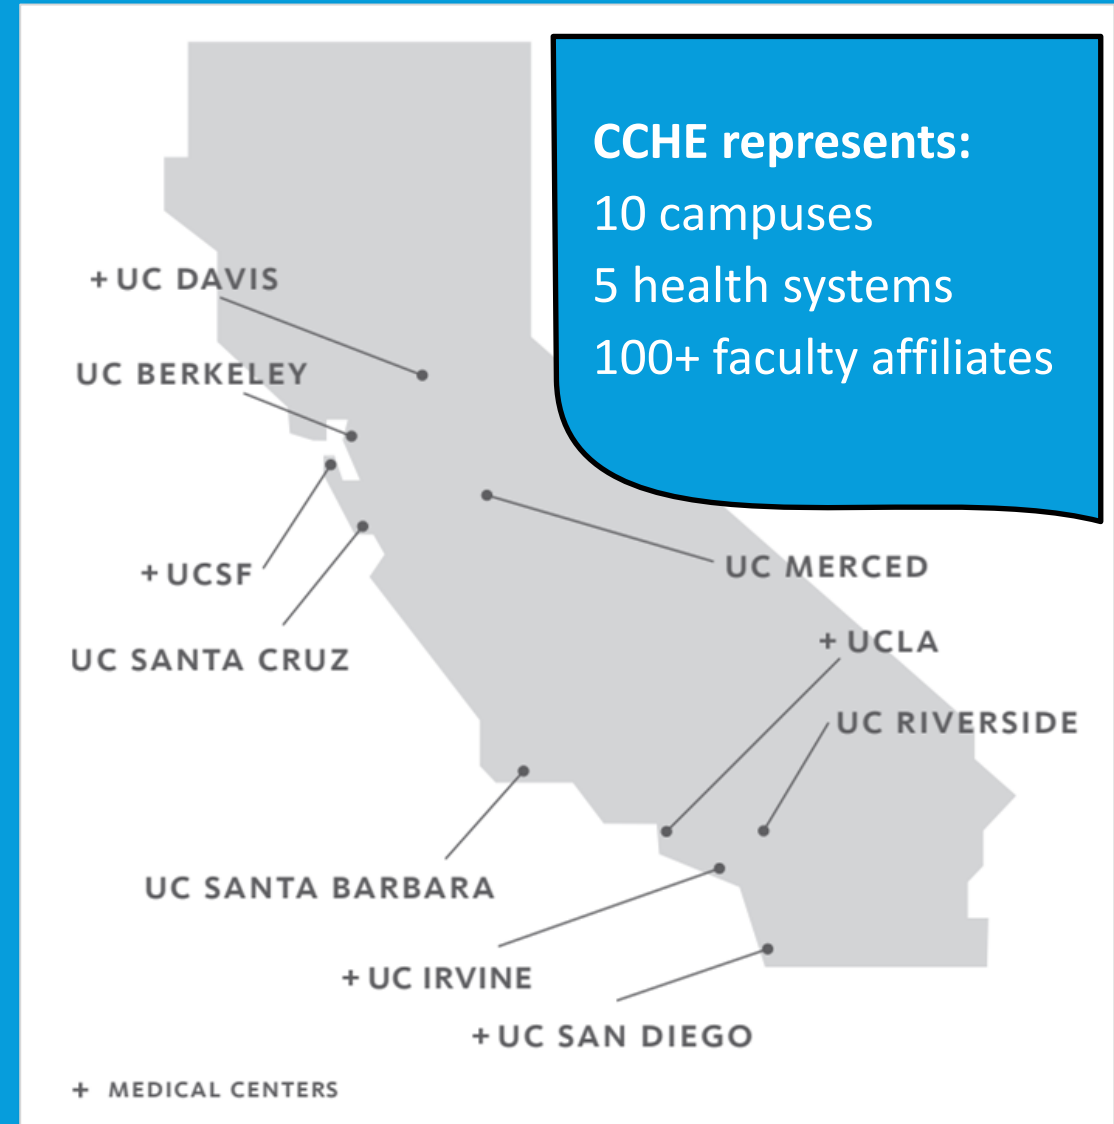 CCHE represents:
10 campuses
5 health systems
100+ faculty affiliates
+ UC DAVIS
UC BERKELEY
+ UCSF
UC MERCED
+ UCLA
UC SANTA CRUZ
UC RIVERSIDE
UC SANTA BARBARA
+ UC IRVINE
+ UC SAN DIEGO
+ MEDICAL CENTERS